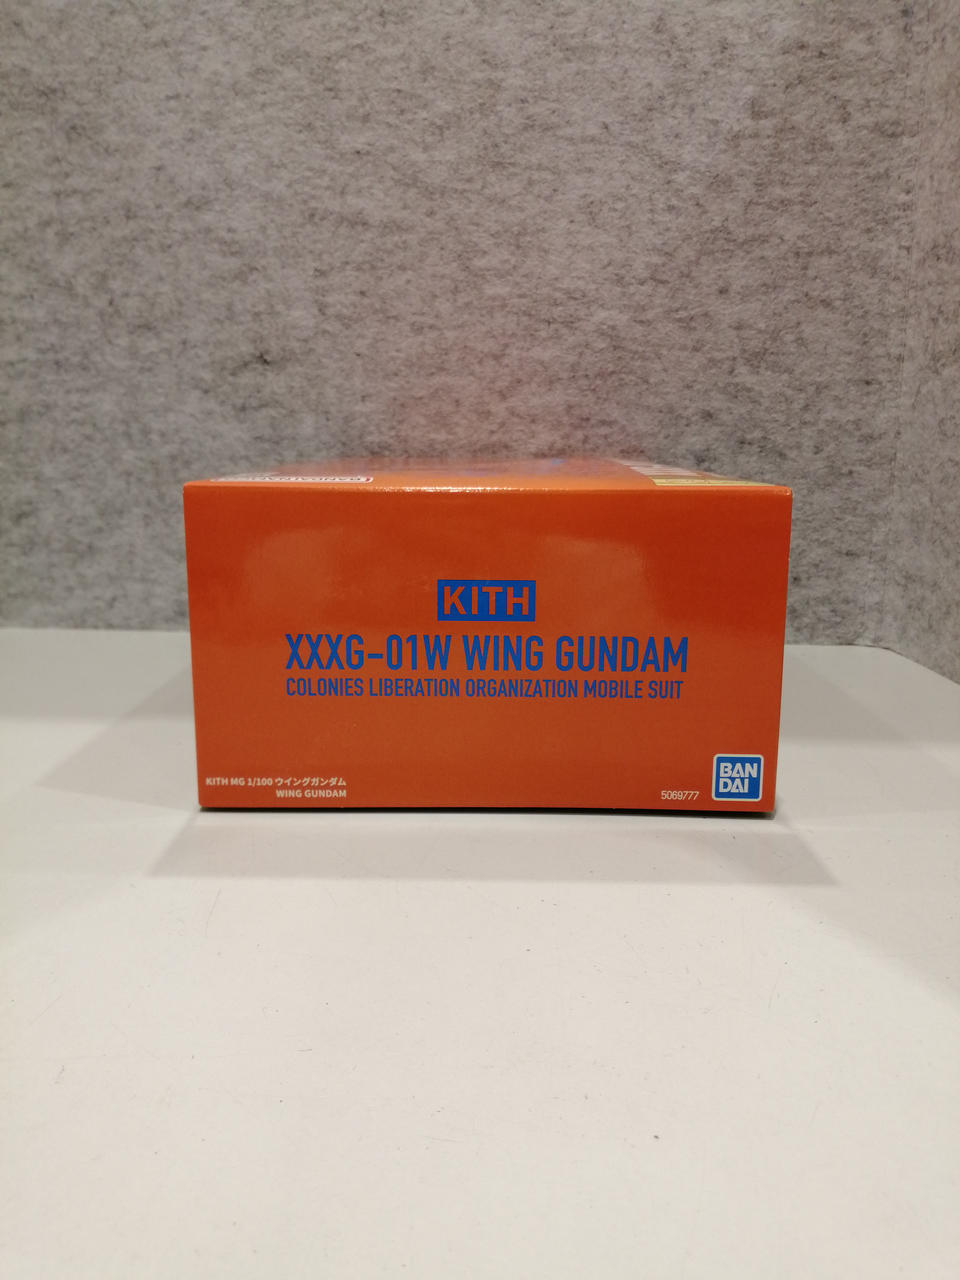 KITH
XXXG-01W WING GUNDAM
COLONIES LIBERATION ORGANIZATION MOBILE SUIT
KITH MG 1/100 ウイングガンダム
WING GUNDAM
5069777
BAN
DAI